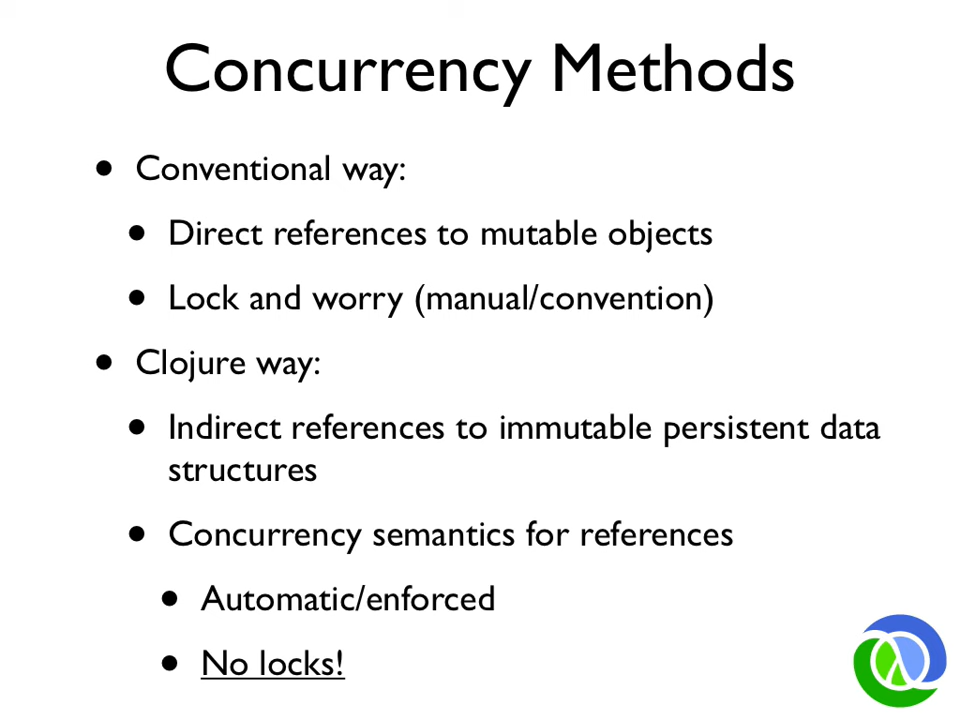 Concurrency Methods
• Conventional way:
• Direct references to mutable objects
• Lock and worry (manual/convention)
• Clojure way:
• Indirect references to immutable persistent data
structures
• Concurrency semantics for references
• Automatic/enforced
• No locks!